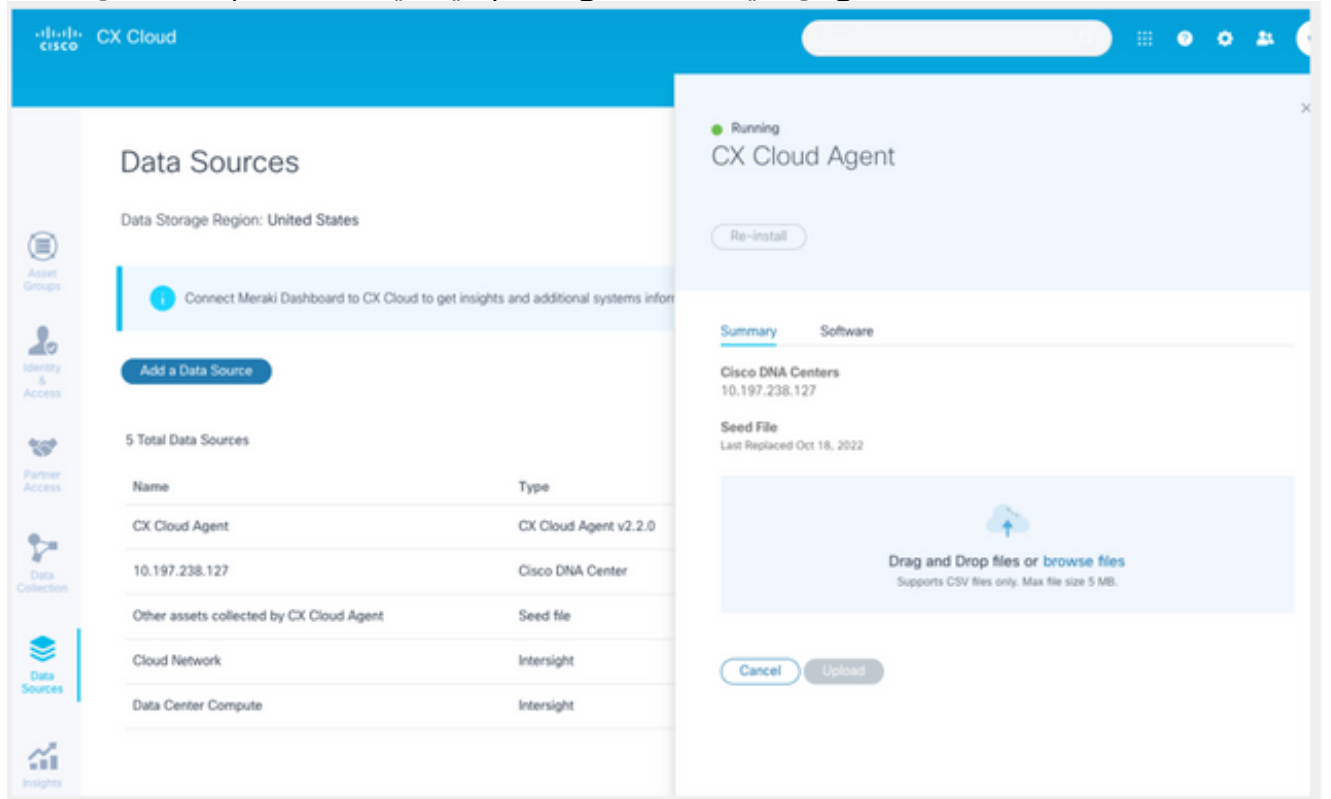 cisco CX Cloud
Data Sources
Data Storage Region: United States
Connect Meraki Dashboard to CX Cloud to get insights and additional systems infor
Add a Data Source
5 Total Data Sources
Name Type
CX Cloud Agent CX Cloud Agent v2.2.0
10.197.238.127 Cisco DNA Center
Other assets collected by CX Cloud Agent Seed file
Cloud Network Intersight
Data Center Compute Intersight
Asset
Groups
Identity
&
Access
Partner
Access
Data
Collection
Data
Sources
Insights
Running
CX Cloud Agent
Re-install
Summary Software
Cisco DNA Centers
10.197.238.127
Seed File
Last Replaced Oct 18, 2022
Drag and Drop files or browse files
Supports CSV files only. Max file size 5 MB.
Cancel Upload